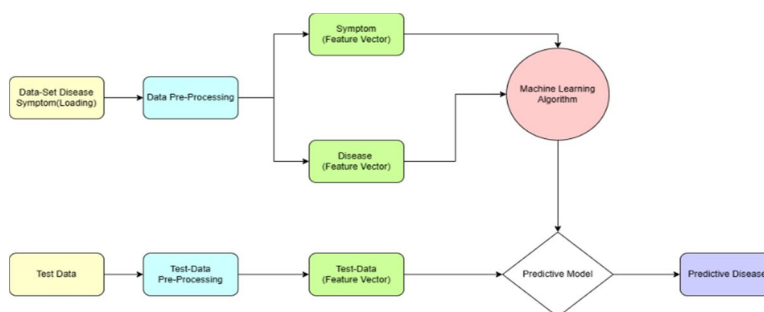 Symptom
(Feature Vector)
Data-Set Disease
Symptom(Loading)
Data Pre-Processing
Machine Learning
Algorithm
Disease
(Feature Vector)
Test Data
Test-Data
Pre-Processing
Test-Data
(Feature Vector)
Predictive Model
Predictive Disease